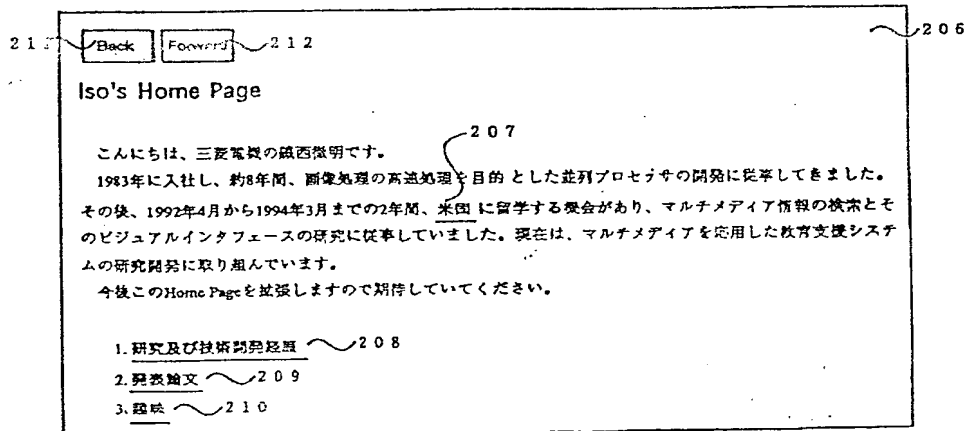 206
Back Forward 212
Iso's Home Page
207
こんにちは、三菱電機の です。
1983年に入社し、約8年間、画像処理の高速処理を目的とした並列プロセッサの開発に従事してきました。
その後、1992年4月から1994年3月までの2年間、米国に留学する機会があり、マルチメディア情報の検索とそ
のビジュアルインタフェースの研究に従事していました。現在は、マルチメディアを応用した教育支援システ
ムの研究開発に取り組んでいます。
今後このHome Pageを拡張しますので期待していてください。
1. 研究及び技術開発経歴 208
2. 発表論文 209
3. 趣味 210